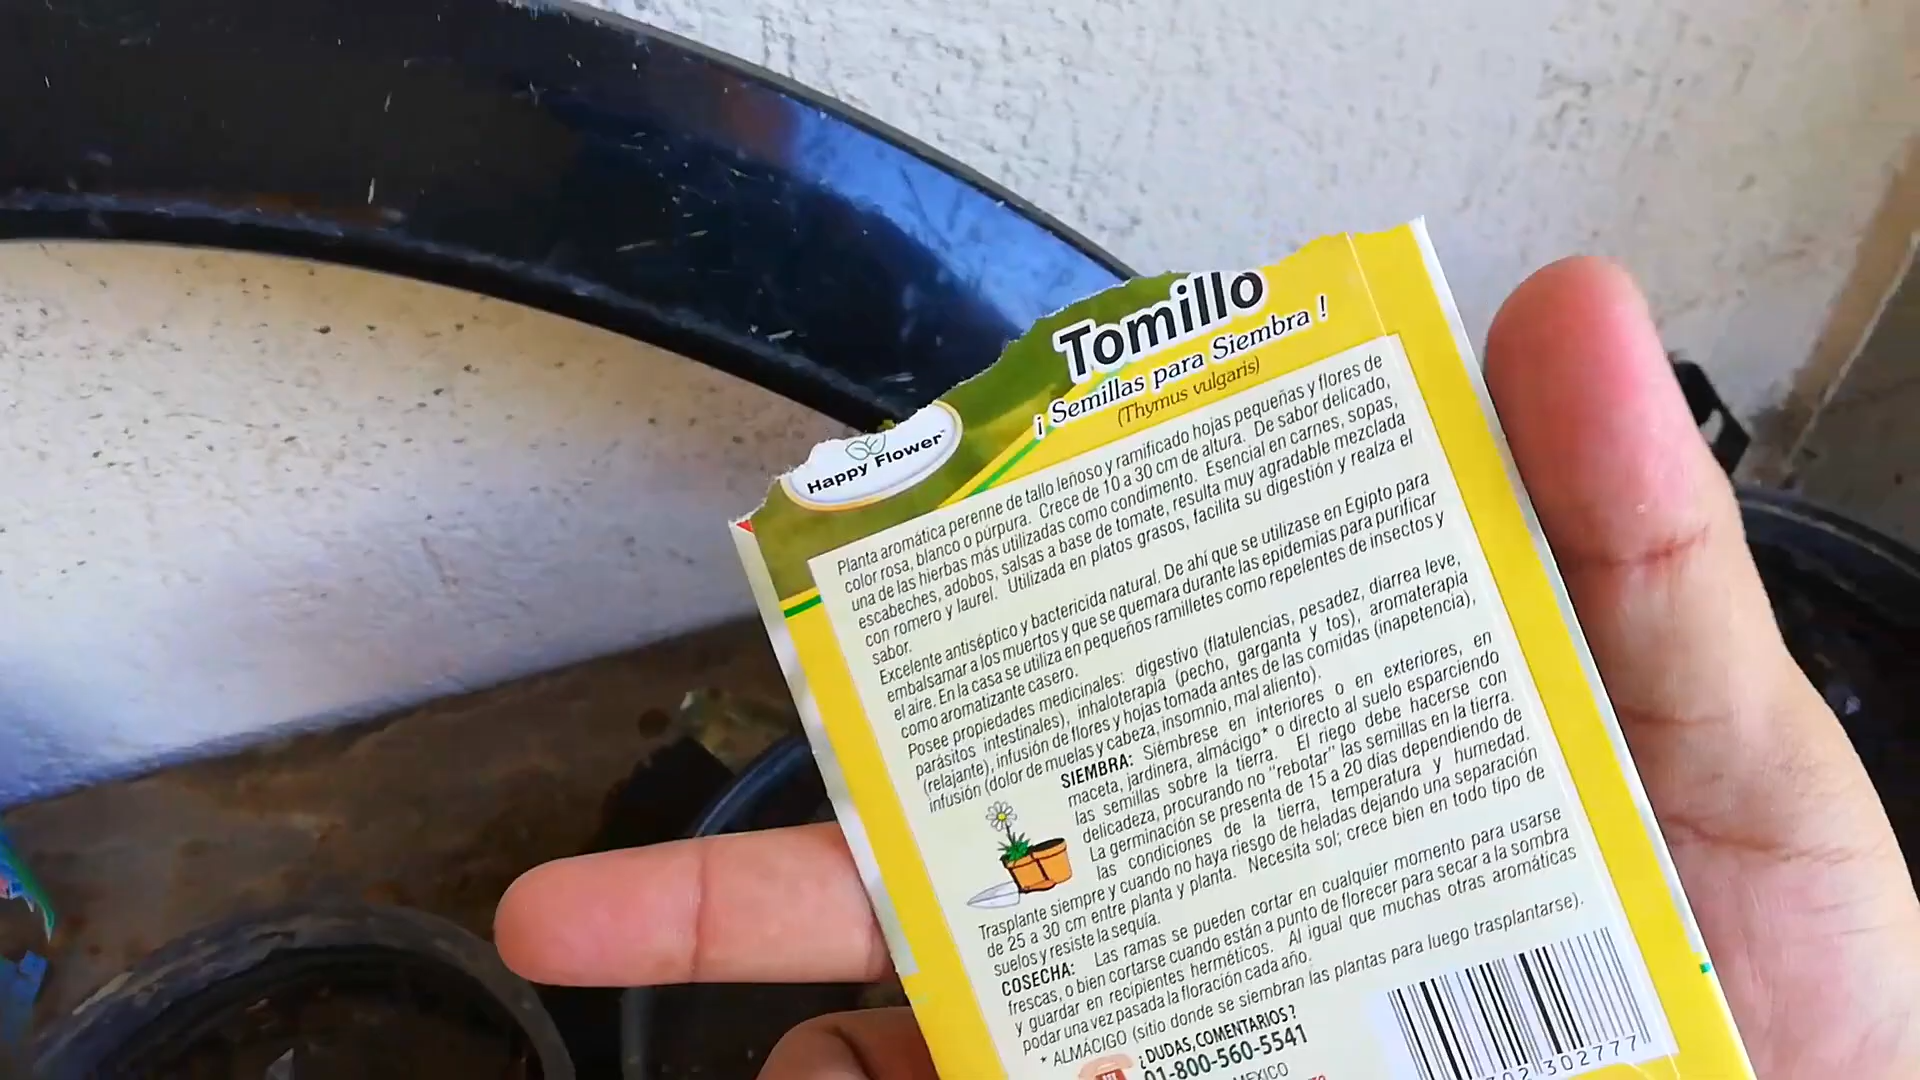 Tomillo
¡ Semillas para Siembra !
(Thymus vulgaris)
Happy Flower™
Planta aromática perenne de tallo leñoso y ramificado hojas pequeñas y flores de
color rosa, blanco o púrpura. Crece de 10 a 30 cm de altura. De sabor delicado,
una de las hierbas más utilizadas como condimento. Esencial en carnes, sopas,
escabeches, adobos, salsas a base de tomate, resulta muy agradable mezclada
con romero y laurel. Utilizada en platos grasos, facilita su digestión y realza el
sabor.
Excelente antiséptico y bactericida natural. De ahí que se utilizase en Egipto para
embalsamar a los muertos y que se quemara durante las epidemias para purificar
el aire. En la casa se utiliza en pequeños ramilletes como repelentes de insectos y
como aromatizante casero.
Posee propiedades medicinales: digestivo (flatulencias, pesadez, diarrea leve,
parásitos intestinales), inhaloterapia (pecho, garganta y tos), aromaterapia
(relajante), infusión de flores y hojas tomada antes de las comidas (inapetencia),
infusión (dolor de muelas y cabeza, insomnio, mal aliento).
SIEMBRA: Siémbrese en interiores o en exteriores, en
maceta, jardinera, almácigo* o directo al suelo esparciendo
las semillas sobre la tierra. El riego debe hacerse con
delicadeza, procurando no "rebotar" las semillas en la tierra.
La germinación se presenta de 15 a 20 días dependiendo de
las condiciones de la tierra, temperatura y humedad.
Trasplante siempre y cuando no haya riesgo de heladas dejando una separación
de 25 a 30 cm entre planta y planta. Necesita sol; crece bien en todo tipo de
suelos y resiste la sequía.
COSECHA: Las ramas se pueden cortar en cualquier momento para usarse
frescas, o bien cortarse cuando están a punto de florecer para secar a la sombra
y guardar en recipientes herméticos. Al igual que muchas otras aromáticas
podar una vez pasada la floración cada año.
* ALMÁCIGO (sitio donde se siembran las plantas para luego trasplantarse).
¿DUDAS, COMENTARIOS?
01-800-560-5541
MEXICO
302777